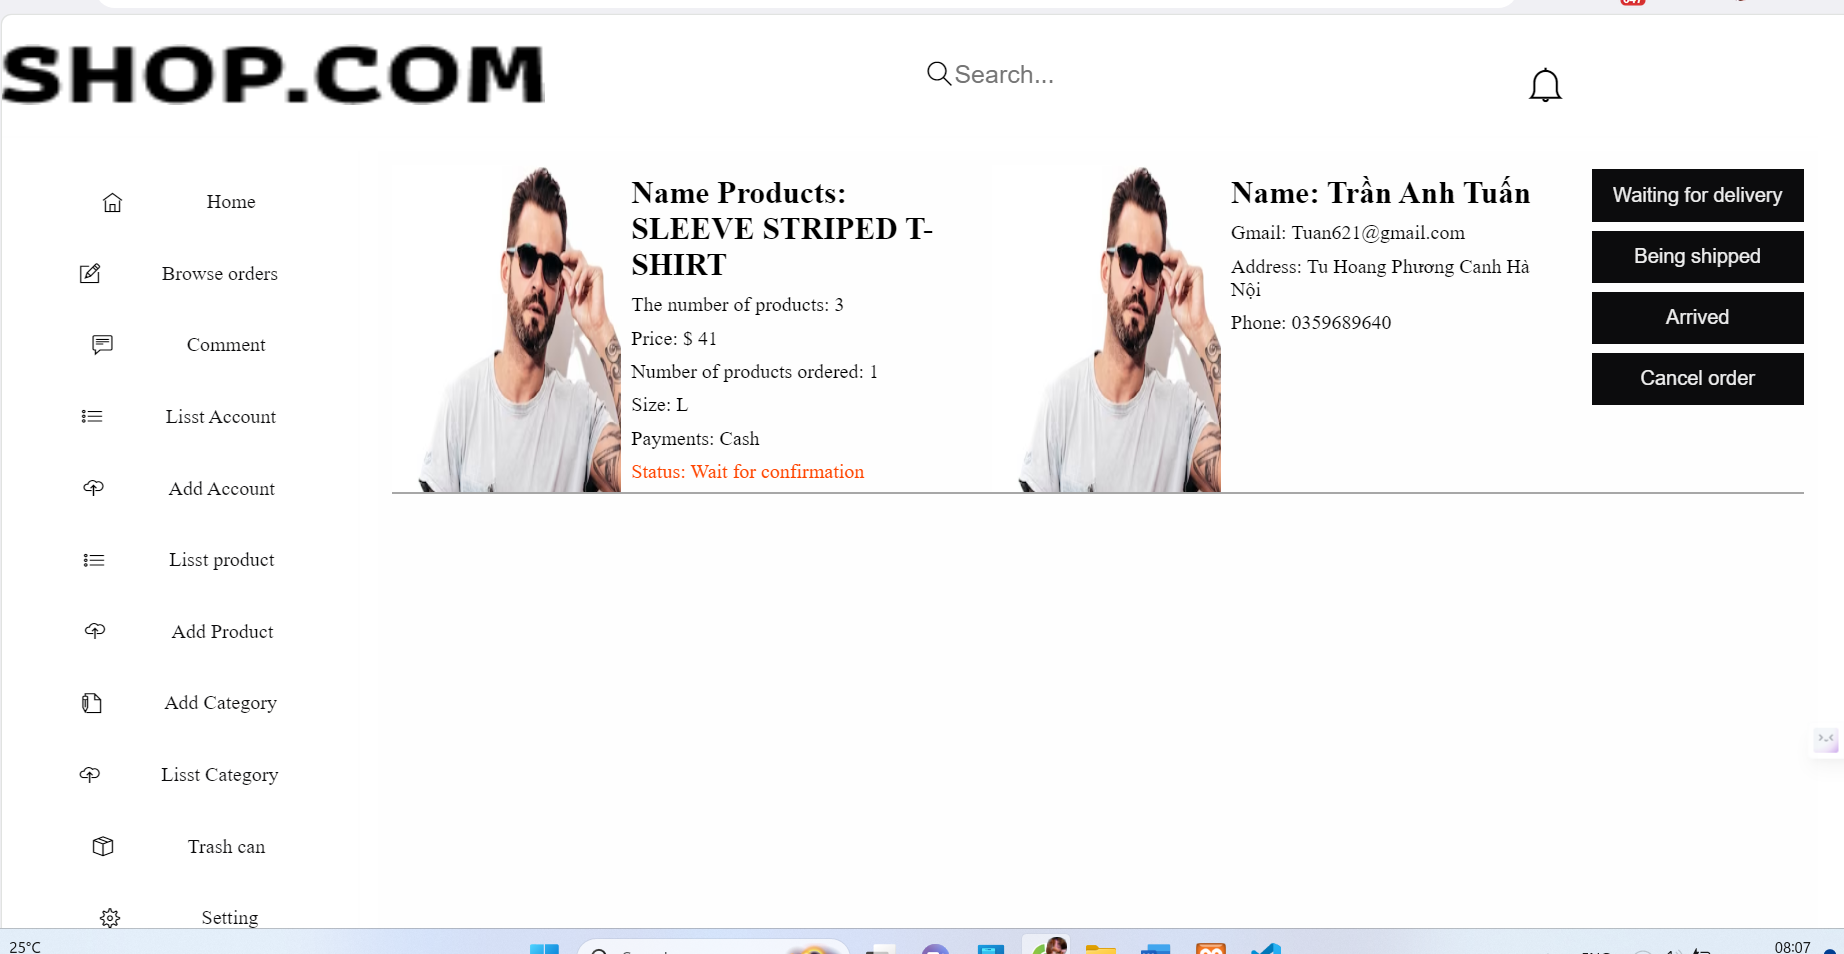 SHOP.COM
Search...
Home
Browse orders
Comment
Lisst Account
Add Account
Lisst product
Add Product
Add Category
Lisst Category
Trash can
Setting
Name Products:
SLEEVE STRIPED T-
SHIRT
The number of products: 3
Price: $ 41
Number of products ordered: 1
Size: L
Payments: Cash
Status: Wait for confirmation
Name: Trần Anh Tuấn
Gmail: Tuan621@gmail.com
Address: Tu Hoang Phương Canh Hà
Nội
Phone: 0359689640
Waiting for delivery
Being shipped
Arrived
Cancel order
25°C
08:07